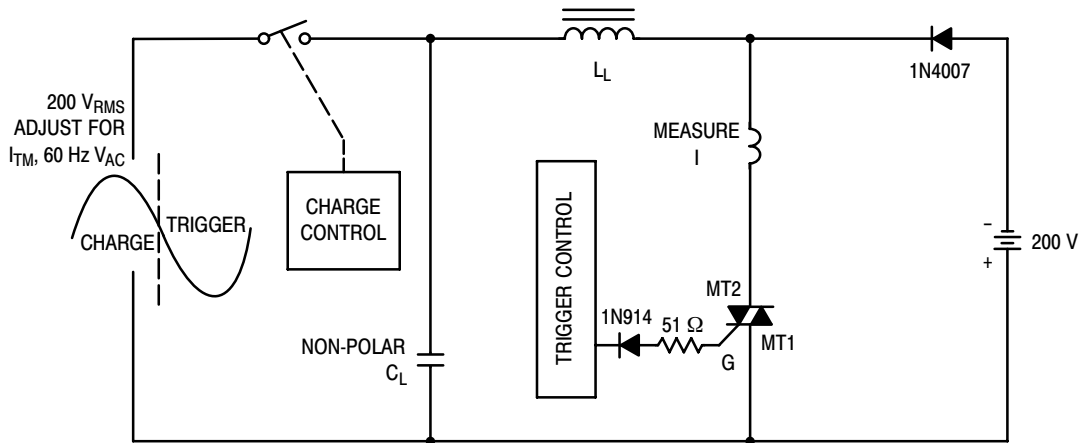 200 V_RMS
ADJUST FOR
I_TM, 60 Hz V_AC
CHARGE
TRIGGER
CHARGE
CONTROL
NON-POLAR
C_L
L_L
MEASURE
I
TRIGGER CONTROL
1N914
51 Ω
G
MT2
MT1
1N4007
-
+
200 V